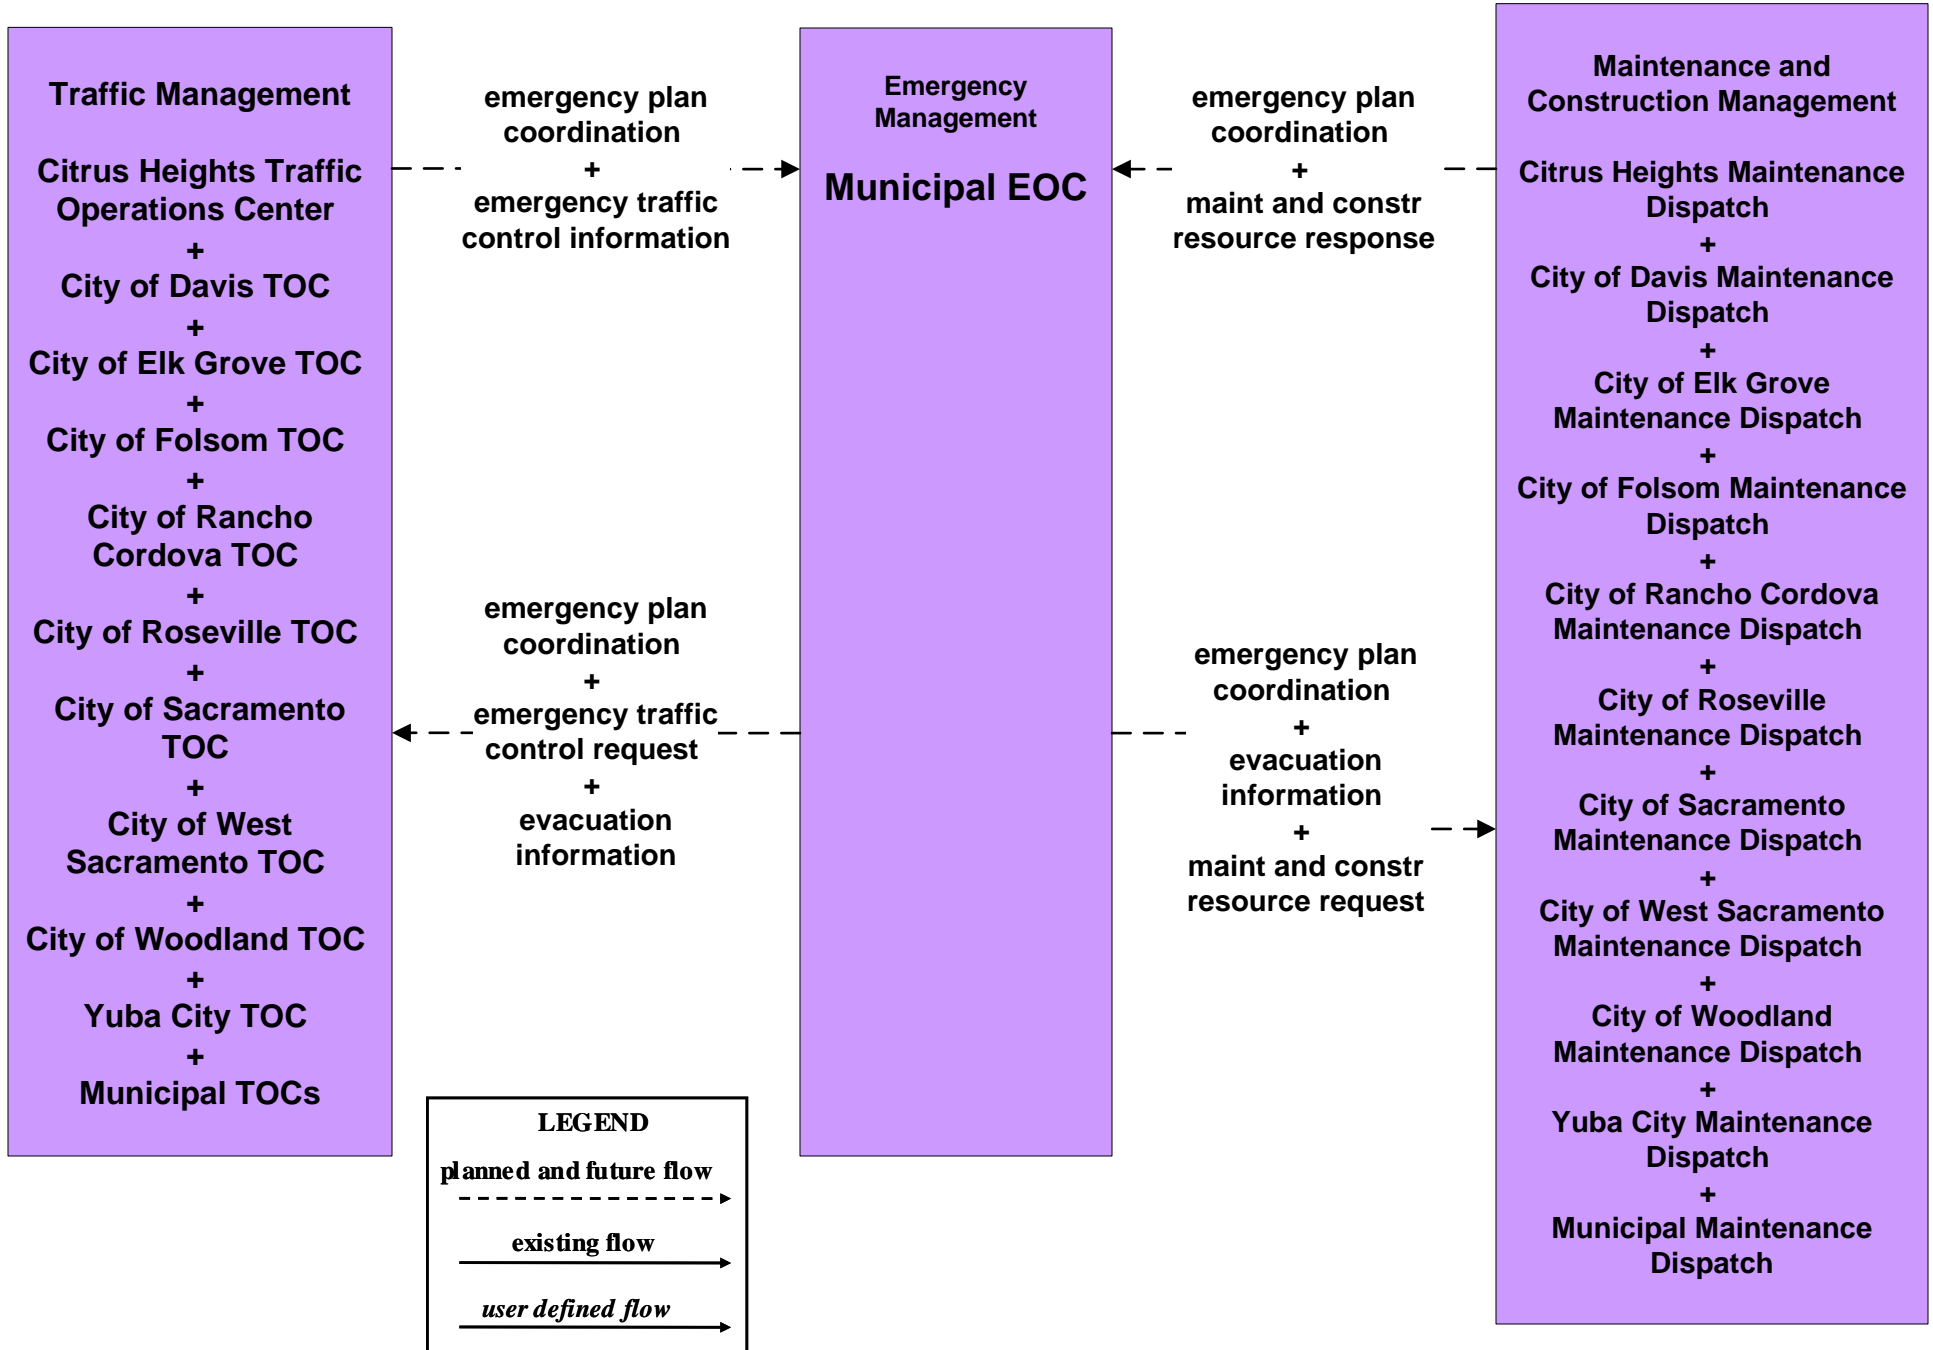 Traffic Management
Citrus Heights Traffic
Operations Center
+
City of Davis TOC
+
City of Elk Grove TOC
+
City of Folsom TOC
+
City of Rancho
Cordova TOC
+
City of Roseville TOC
+
City of Sacramento
TOC
+
City of West
Sacramento TOC
+
City of Woodland TOC
+
Yuba City TOC
+
Municipal TOCs
emergency plan
coordination
+
emergency traffic
control information
emergency plan
coordination
+
emergency traffic
control request
+
evacuation
information
LEGEND
planned and future flow
existing flow
user defined flow
Emergency
Management
Municipal EOC
emergency plan
coordination
+
maint and constr
resource response
emergency plan
coordination
+
evacuation
information
+
maint and constr
resource request
Maintenance and
Construction Management
Citrus Heights Maintenance
Dispatch
+
City of Davis Maintenance
Dispatch
+
City of Elk Grove
Maintenance Dispatch
+
City of Folsom Maintenance
Dispatch
+
City of Rancho Cordova
Maintenance Dispatch
+
City of Roseville
Maintenance Dispatch
+
City of Sacramento
Maintenance Dispatch
+
City of West Sacramento
Maintenance Dispatch
+
City of Woodland
Maintenance Dispatch
+
Yuba City Maintenance
Dispatch
+
Municipal Maintenance
Dispatch